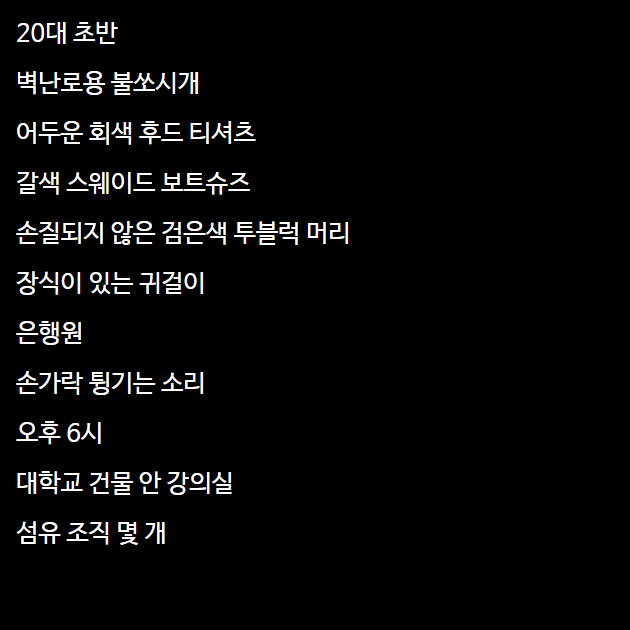 20대 초반
벽난로용 불쏘시개
어두운 회색 후드 티셔츠
갈색 스웨이드 보트슈즈
손질되지 않은 검은색 투블럭 머리
장식이 있는 귀걸이
은행원
손가락 튕기는 소리
오후 6시
대학교 건물 안 강의실
섬유 조직 몇 개